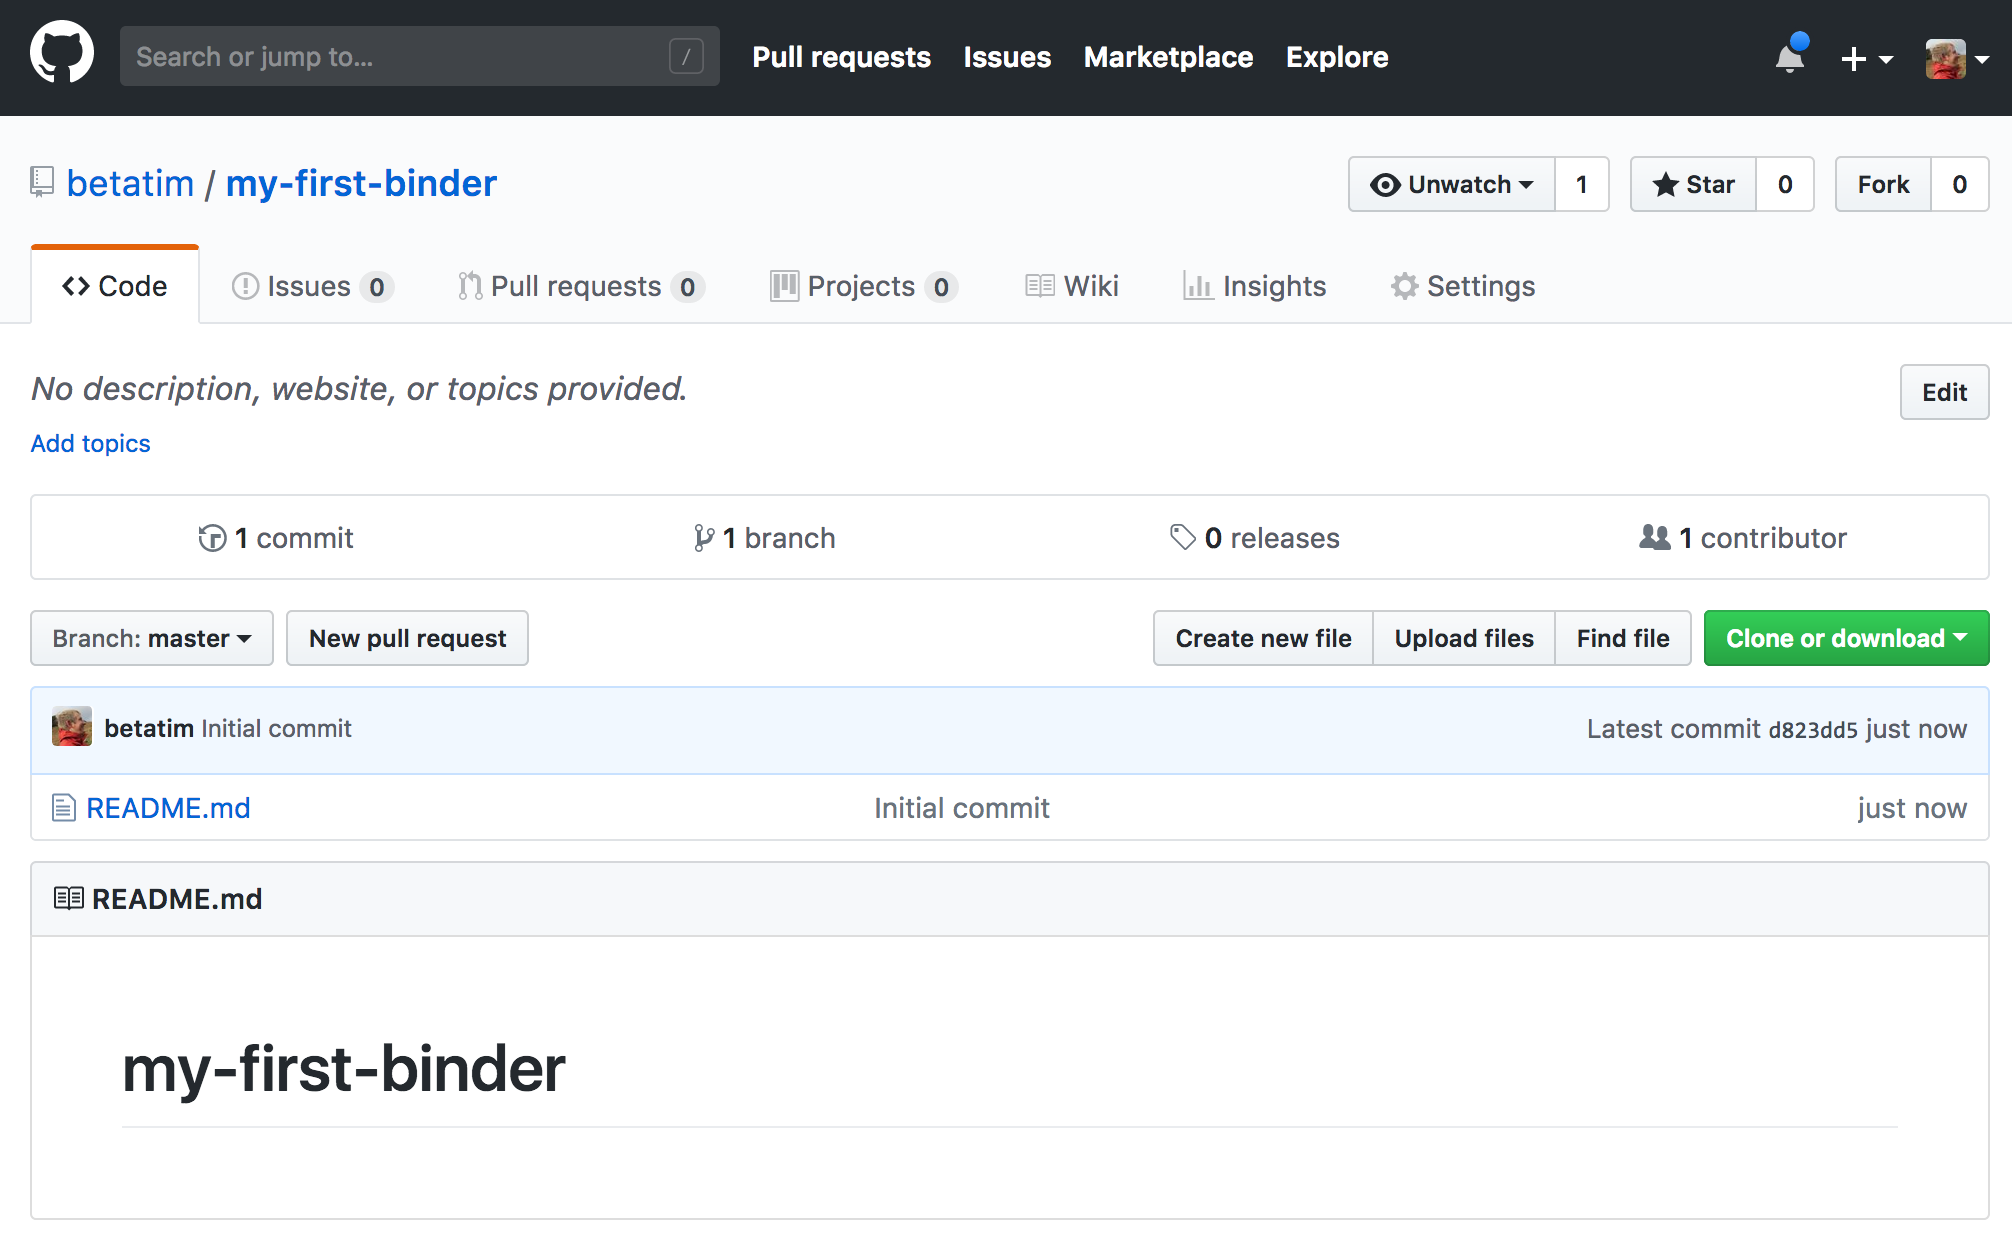 Search or jump to... / Pull requests Issues Marketplace Explore
betatim / my-first-binder Unwatch 1 Star 0 Fork 0
Code Issues 0 Pull requests 0 Projects 0 Wiki Insights Settings
No description, website, or topics provided. Edit
Add topics
1 commit 1 branch 0 releases 1 contributor
Branch: master New pull request Create new file Upload files Find file Clone or download
betatim Initial commit Latest commit d823dd5 just now
README.md Initial commit just now
README.md
my-first-binder